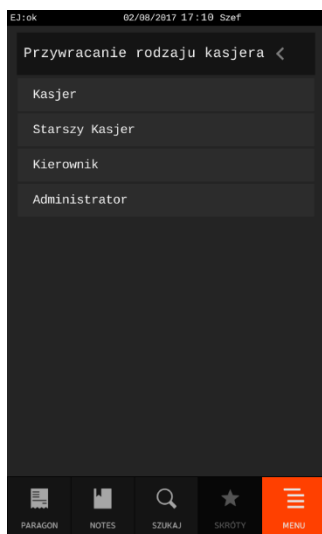 EJ:ok 02/08/2017 17:10 Szef
Przywracanie rodzaju kasjera <
Kasjer
Starszy Kasjer
Kierownik
Administrator
PARAGON NOTES SZUKAJ SKRÓTY MENU